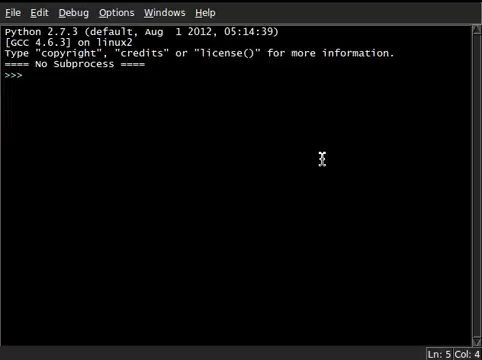 File Edit Debug Options Windows Help
Python 2.7.3 (default, Aug  1 2012, 05:14:39)
[GCC 4.6.3] on linux2
Type "copyright", "credits" or "license()" for more information.
==== No Subprocess ====
>>>
Ln: 5 Col: 4